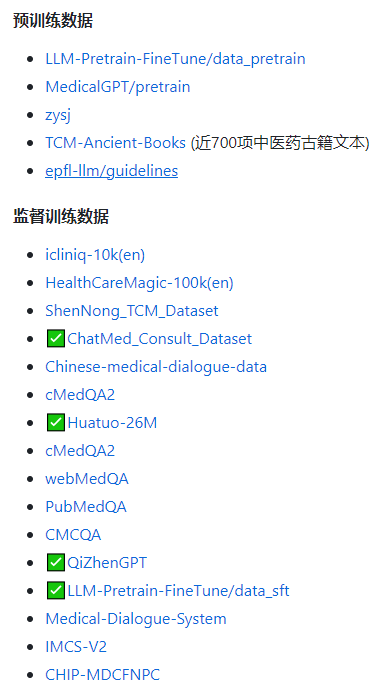 预训练数据
LLM-Pretrain-FineTune/data_pretrain
MedicalGPT/pretrain
zysj
TCM-Ancient-Books (近700项中医药古籍文本)
epfl-llm/guidelines
监督训练数据
icliniq-10k(en)
HealthCareMagic-100k(en)
ShenNong_TCM_Dataset
✅ChatMed_Consult_Dataset
Chinese-medical-dialogue-data
cMedQA2
✅Huatuo-26M
cMedQA2
webMedQA
PubMedQA
CMCQA
✅QiZhenGPT
✅LLM-Pretrain-FineTune/data_sft
Medical-Dialogue-System
IMCS-V2
CHIP-MDCFNPC